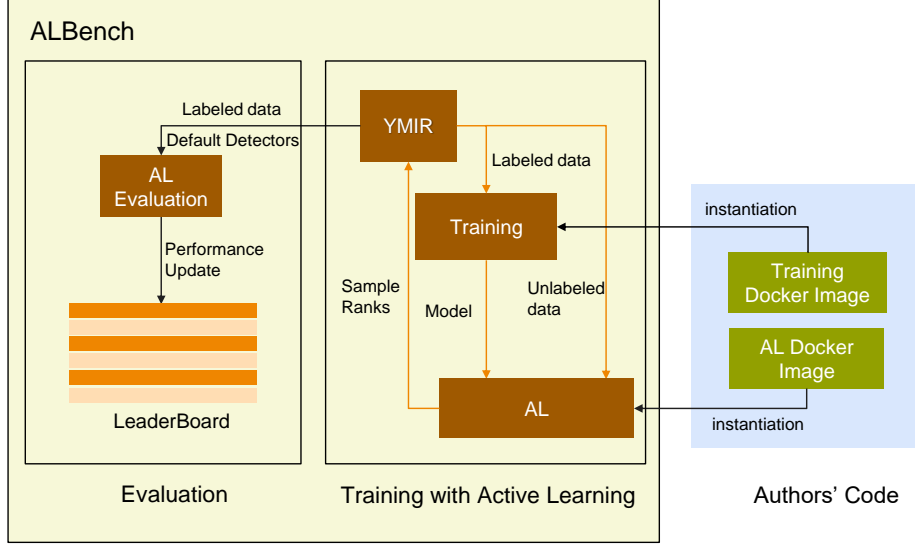 ALBench
Labeled data
Default Detectors
AL
Evaluation
Performance
Update
LeaderBoard
Evaluation
YMIR
Labeled data
Training
Sample
Ranks
Model
Unlabeled
data
AL
Training with Active Learning
instantiation
Training
Docker Image
AL Docker
Image
instantiation
Authors' Code